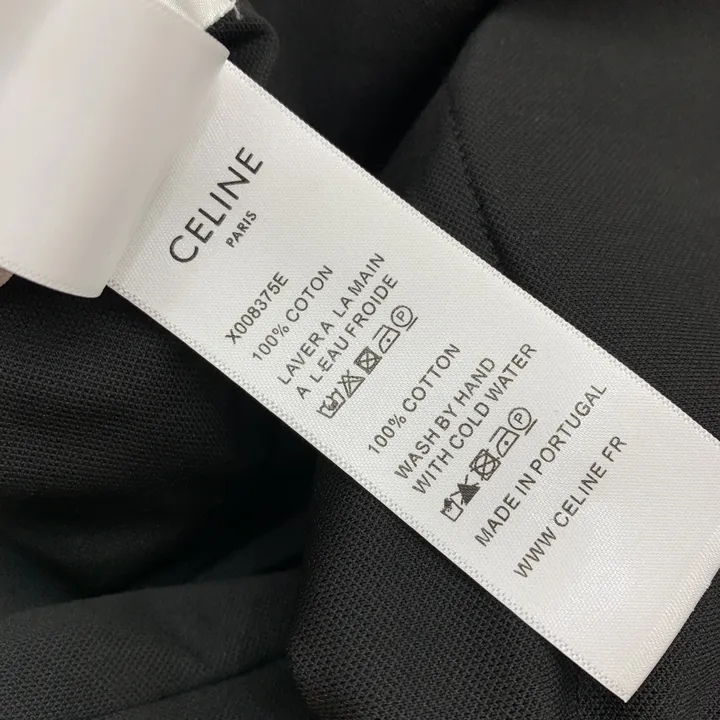 CELINE
PARIS
X008375E
100% COTON
LAVER A LA MAIN
A L EAU FROIDE
100% COTTON
WASH BY HAND
WITH COLD WATER
MADE IN PORTUGAL
WWW CELINE FR